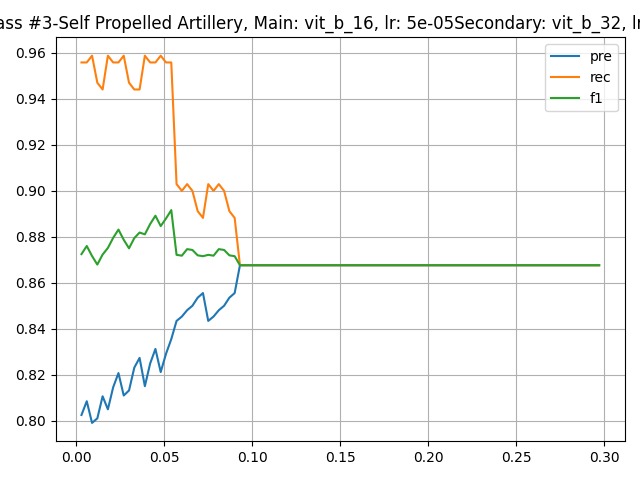 ass #3-Self Propelled Artillery, Main: vit_b_16, lr: 5e-05Secondary: vit_b_32, lr
pre
rec
f1
0.96
0.94
0.92
0.90
0.88
0.86
0.84
0.82
0.80
0.00 0.05 0.10 0.15 0.20 0.25 0.30